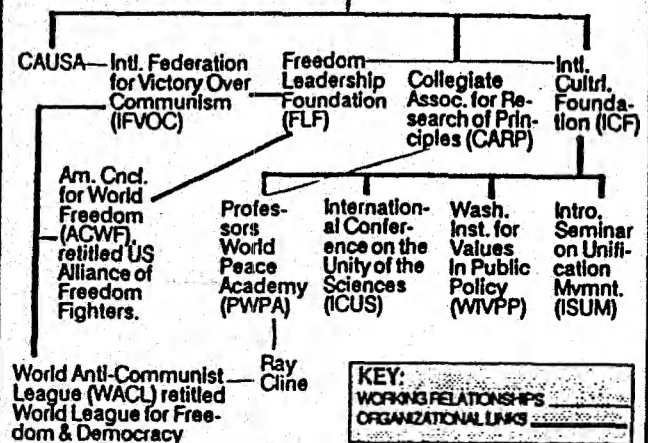 CAUSA
Intl. Federation
for Victory Over
Communism
(IFVOC)
Freedom
Leadership
Foundation
(FLF)
Collegiate
Assoc. for Re-
search of Prin-
ciples (CARP)
Intl.
Cultrl.
Founda-
tion (ICF)
Am. Cncl.
for World
Freedom
(ACWF),
retitled US
Alliance of
Freedom
Fighters.
Profes-
sors
World
Peace
Academy
(PWPA)
Internation-
al Confer-
ence on the
Unity of the
Sciences
(ICUS)
Wash.
Inst. for
Values
in Public
Policy
(WIVPP)
Intro.
Seminar
on Unifi-
cation
Mvmnt.
(ISUM)
World Anti-Communist
League (WACL) retitled
World League for Free-
dom & Democracy
Ray
Cline
KEY:
WORKING RELATIONSHIPS
ORGANIZATIONAL LINKS